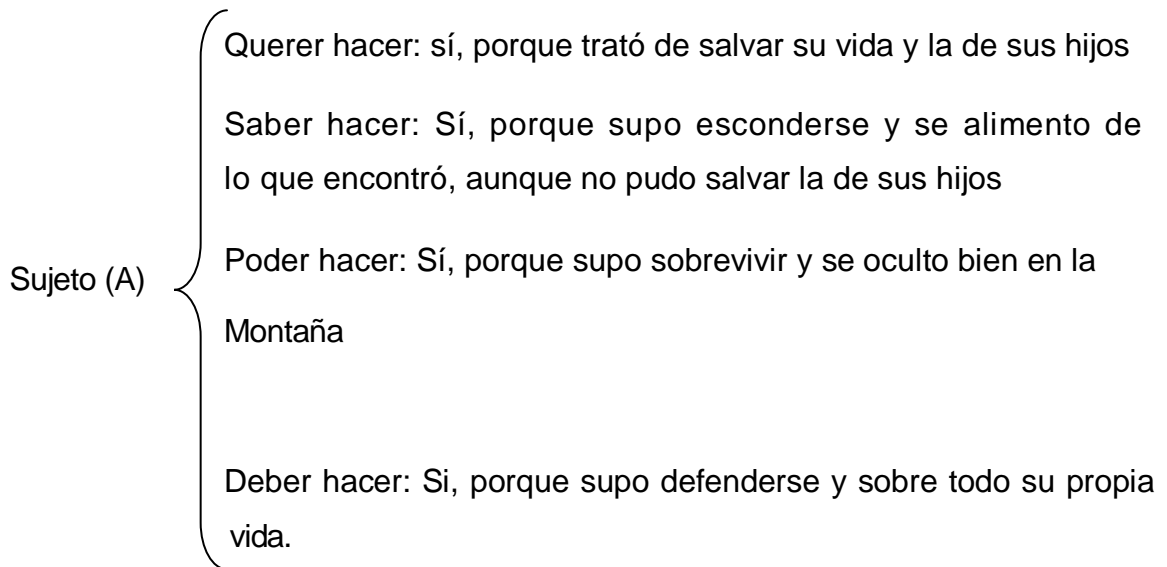 Querer hacer: sí, porque trató de salvar su vida y la de sus hijos
Saber hacer: Sí, porque supo esconderse y se alimento de
lo que encontró, aunque no pudo salvar la de sus hijos
Sujeto (A)
Poder hacer: Sí, porque supo sobrevivir y se oculto bien en la
Montaña
Deber hacer: Si, porque supo defenderse y sobre todo su propia
vida.